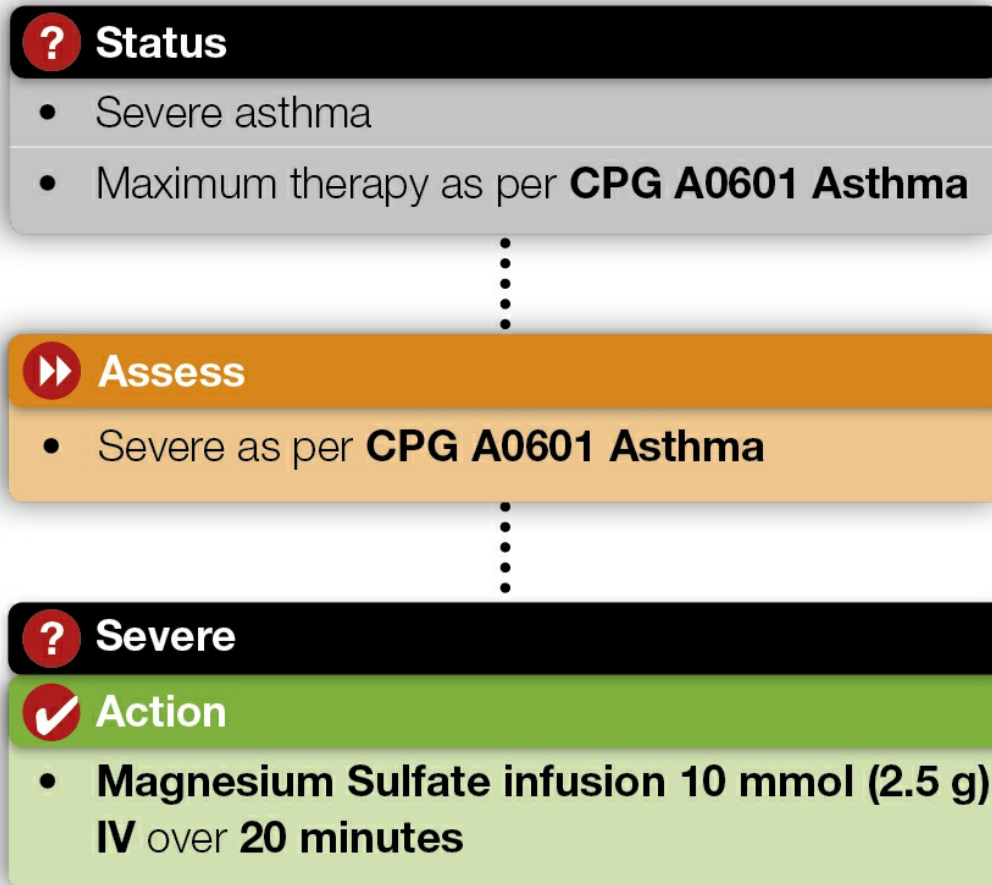 ? Status
• Severe asthma
• Maximum therapy as per CPG A0601 Asthma
Assess
• Severe as per CPG A0601 Asthma
? Severe
Action
• Magnesium Sulfate infusion 10 mmol (2.5 g)
IV over 20 minutes